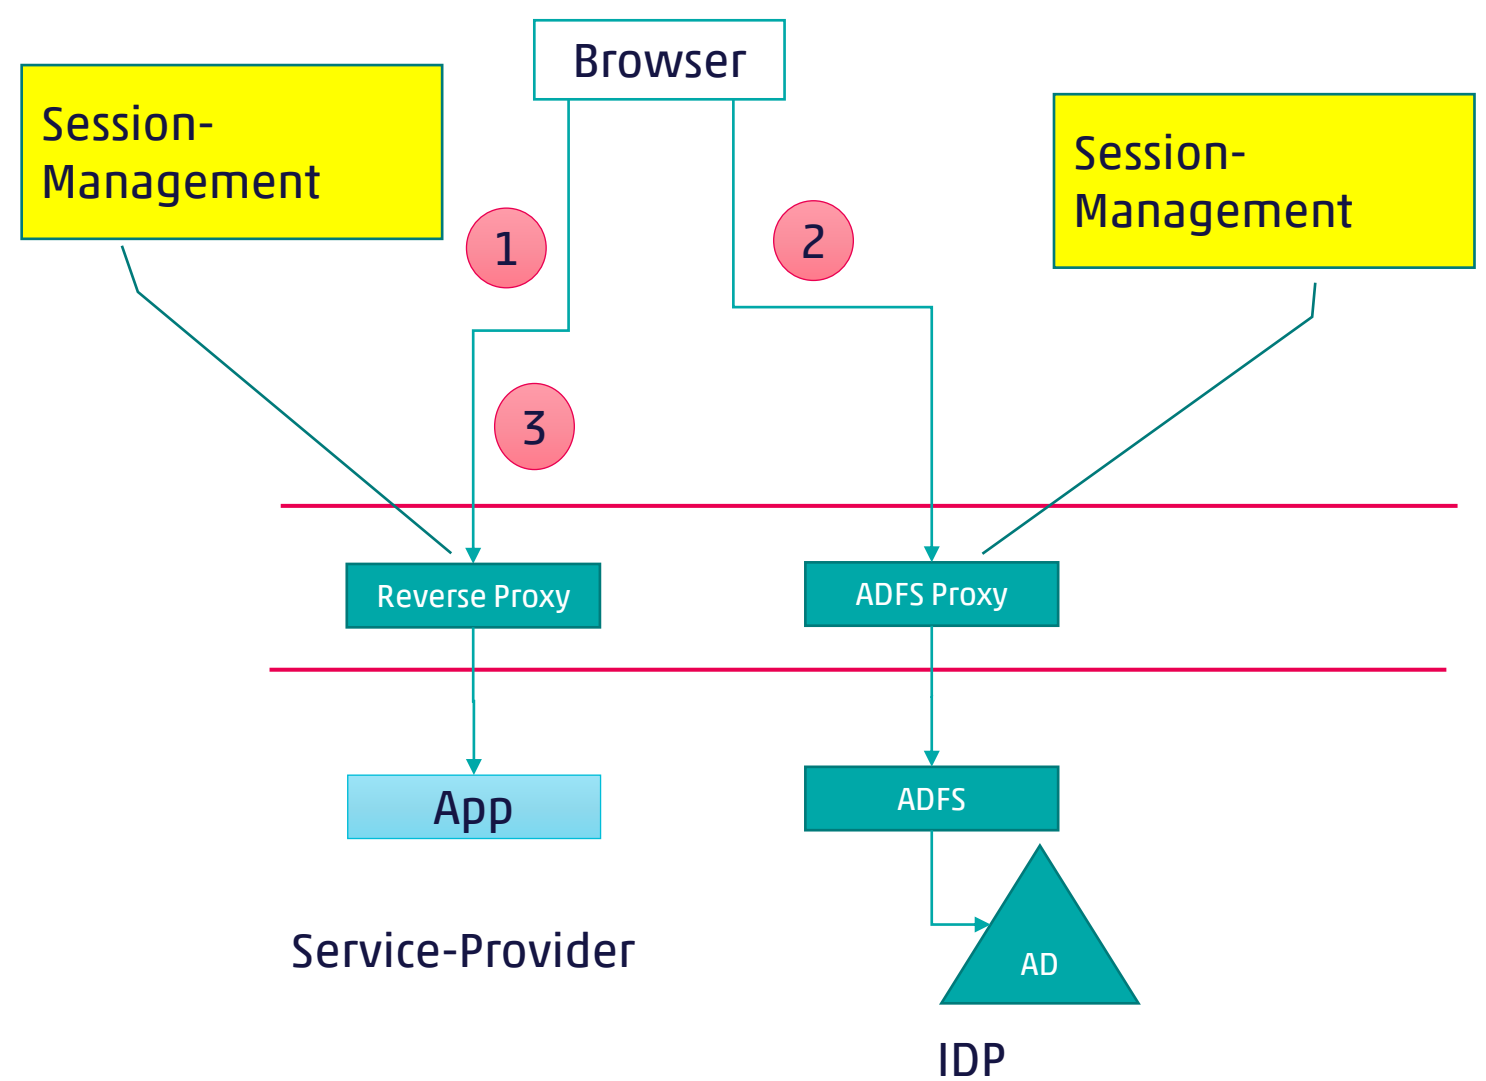 Browser
Session-
Management
Session-
Management
1
2
3
Reverse Proxy
ADFS Proxy
App
ADFS
Service-Provider
AD
IDP